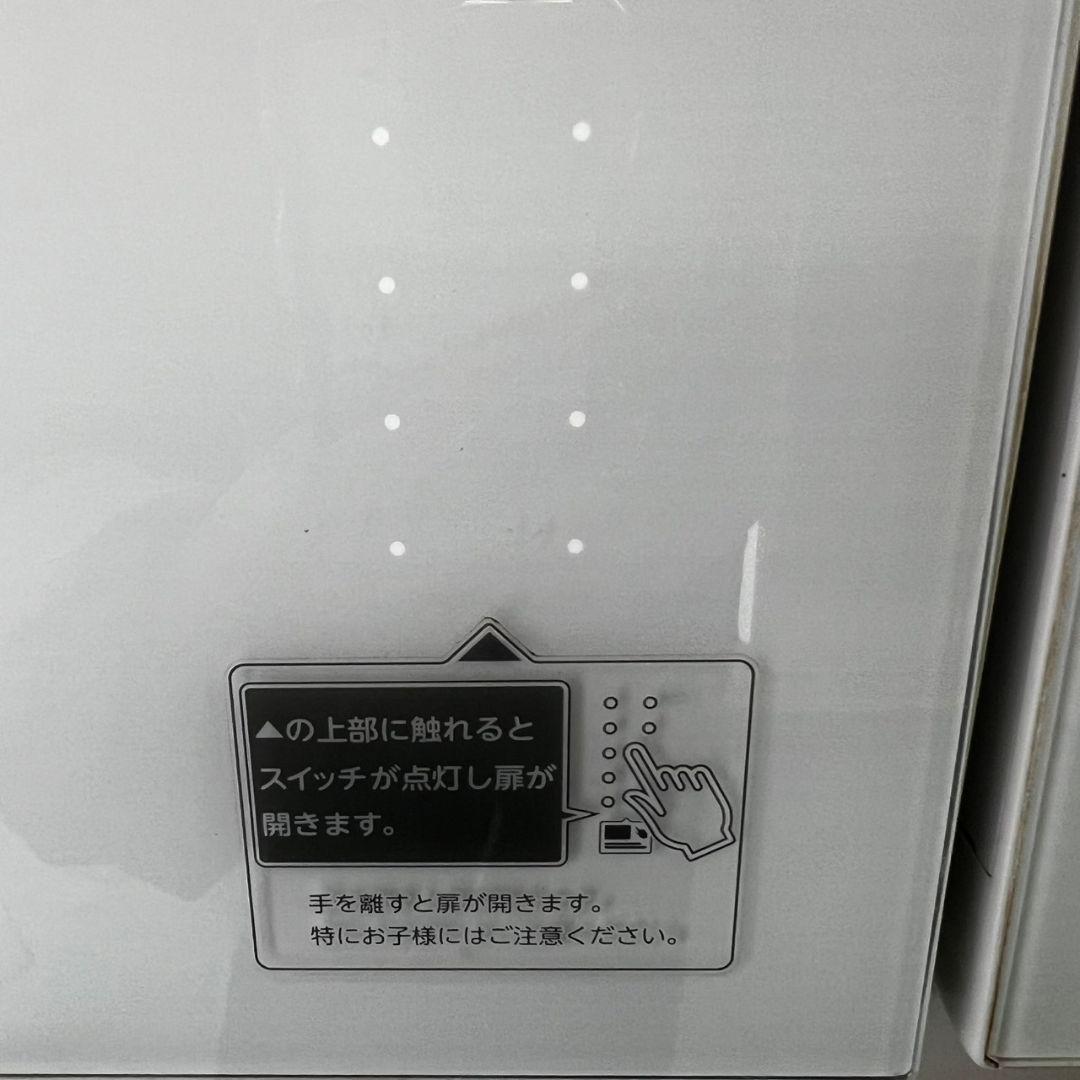 ▲の上部に触れると
スイッチが点灯し扉が
開きます。
手を離すと扉が開きます。
特にお子様にはご注意ください。